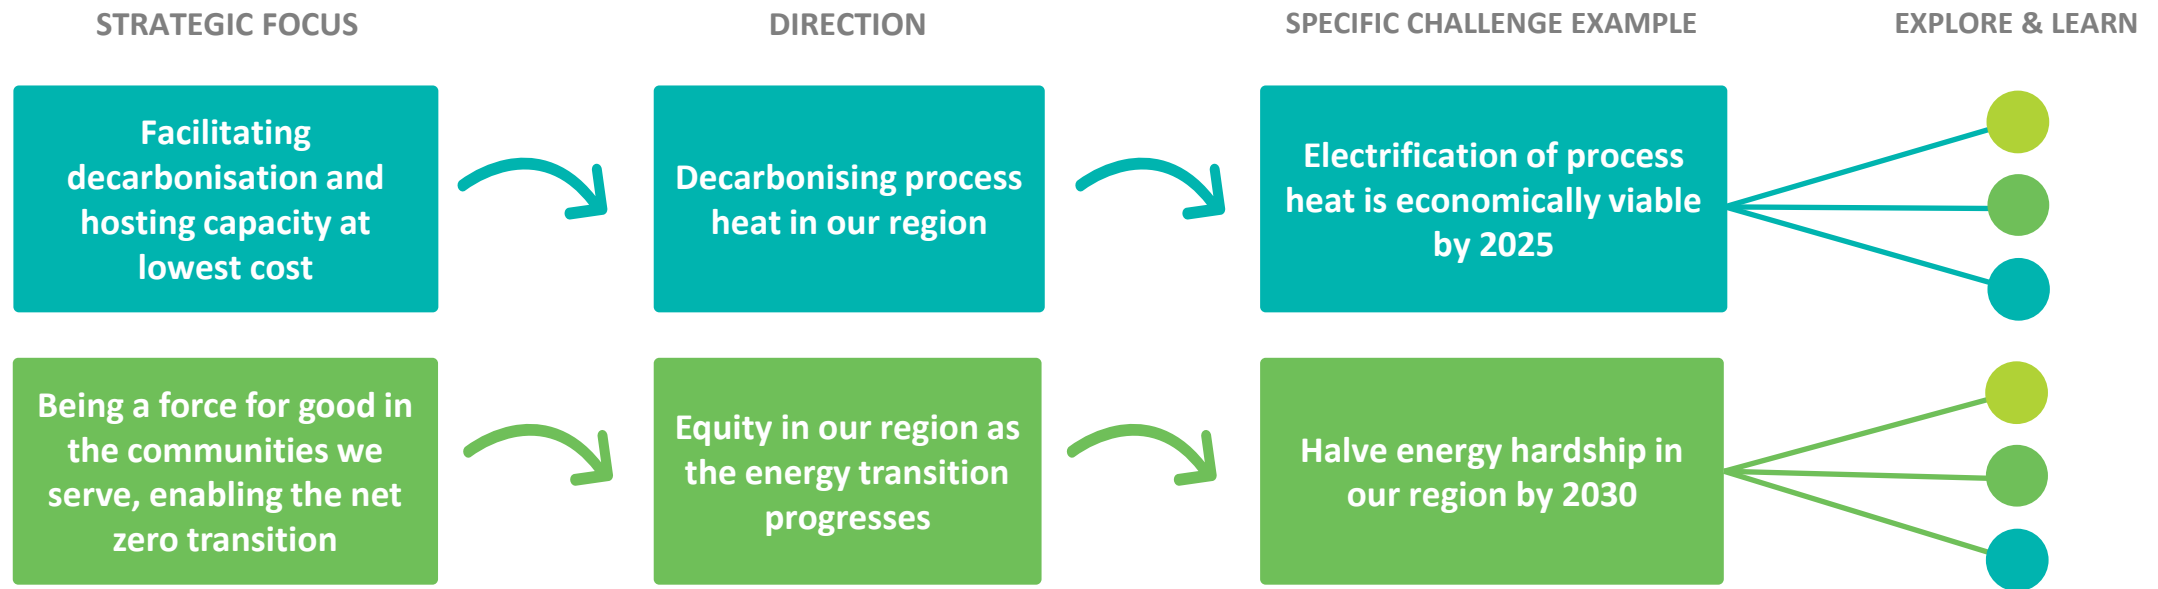 STRATEGIC FOCUS
DIRECTION
SPECIFIC CHALLENGE EXAMPLE
EXPLORE & LEARN
Facilitating
decarbonisation and
hosting capacity at
lowest cost
Decarbonising process
heat in our region
Electrification of process
heat is economically viable
by 2025
Being a force for good in
the communities we
serve, enabling the net
zero transition
Equity in our region as
the energy transition
progresses
Halve energy hardship in
our region by 2030